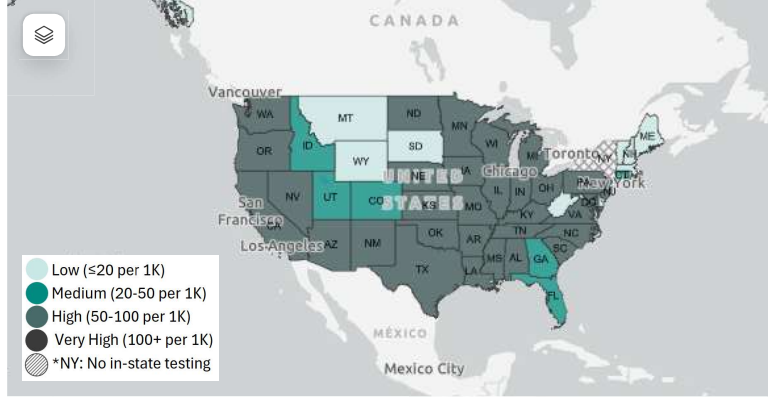 CANADA
Vancouver
WA
MT
ND
MN
OR
ID
WY
SD
WI
MI
Toronto
NY
NH
ME
UNITED
STATES
NE
IA
Chicago
PA
CT
New York
NJ
San
Francisco
NV
UT
CO
KS
MO
IL
IN
OH
KY
VA
DC
CA
Los Angeles
AZ
NM
OK
AR
TN
NC
SC
TX
LA
MS
AL
GA
FL
Low (≤20 per 1K)
Medium (20-50 per 1K)
High (50-100 per 1K)
Very High (100+ per 1K)
*NY: No in-state testing
MÉXICO
Mexico City